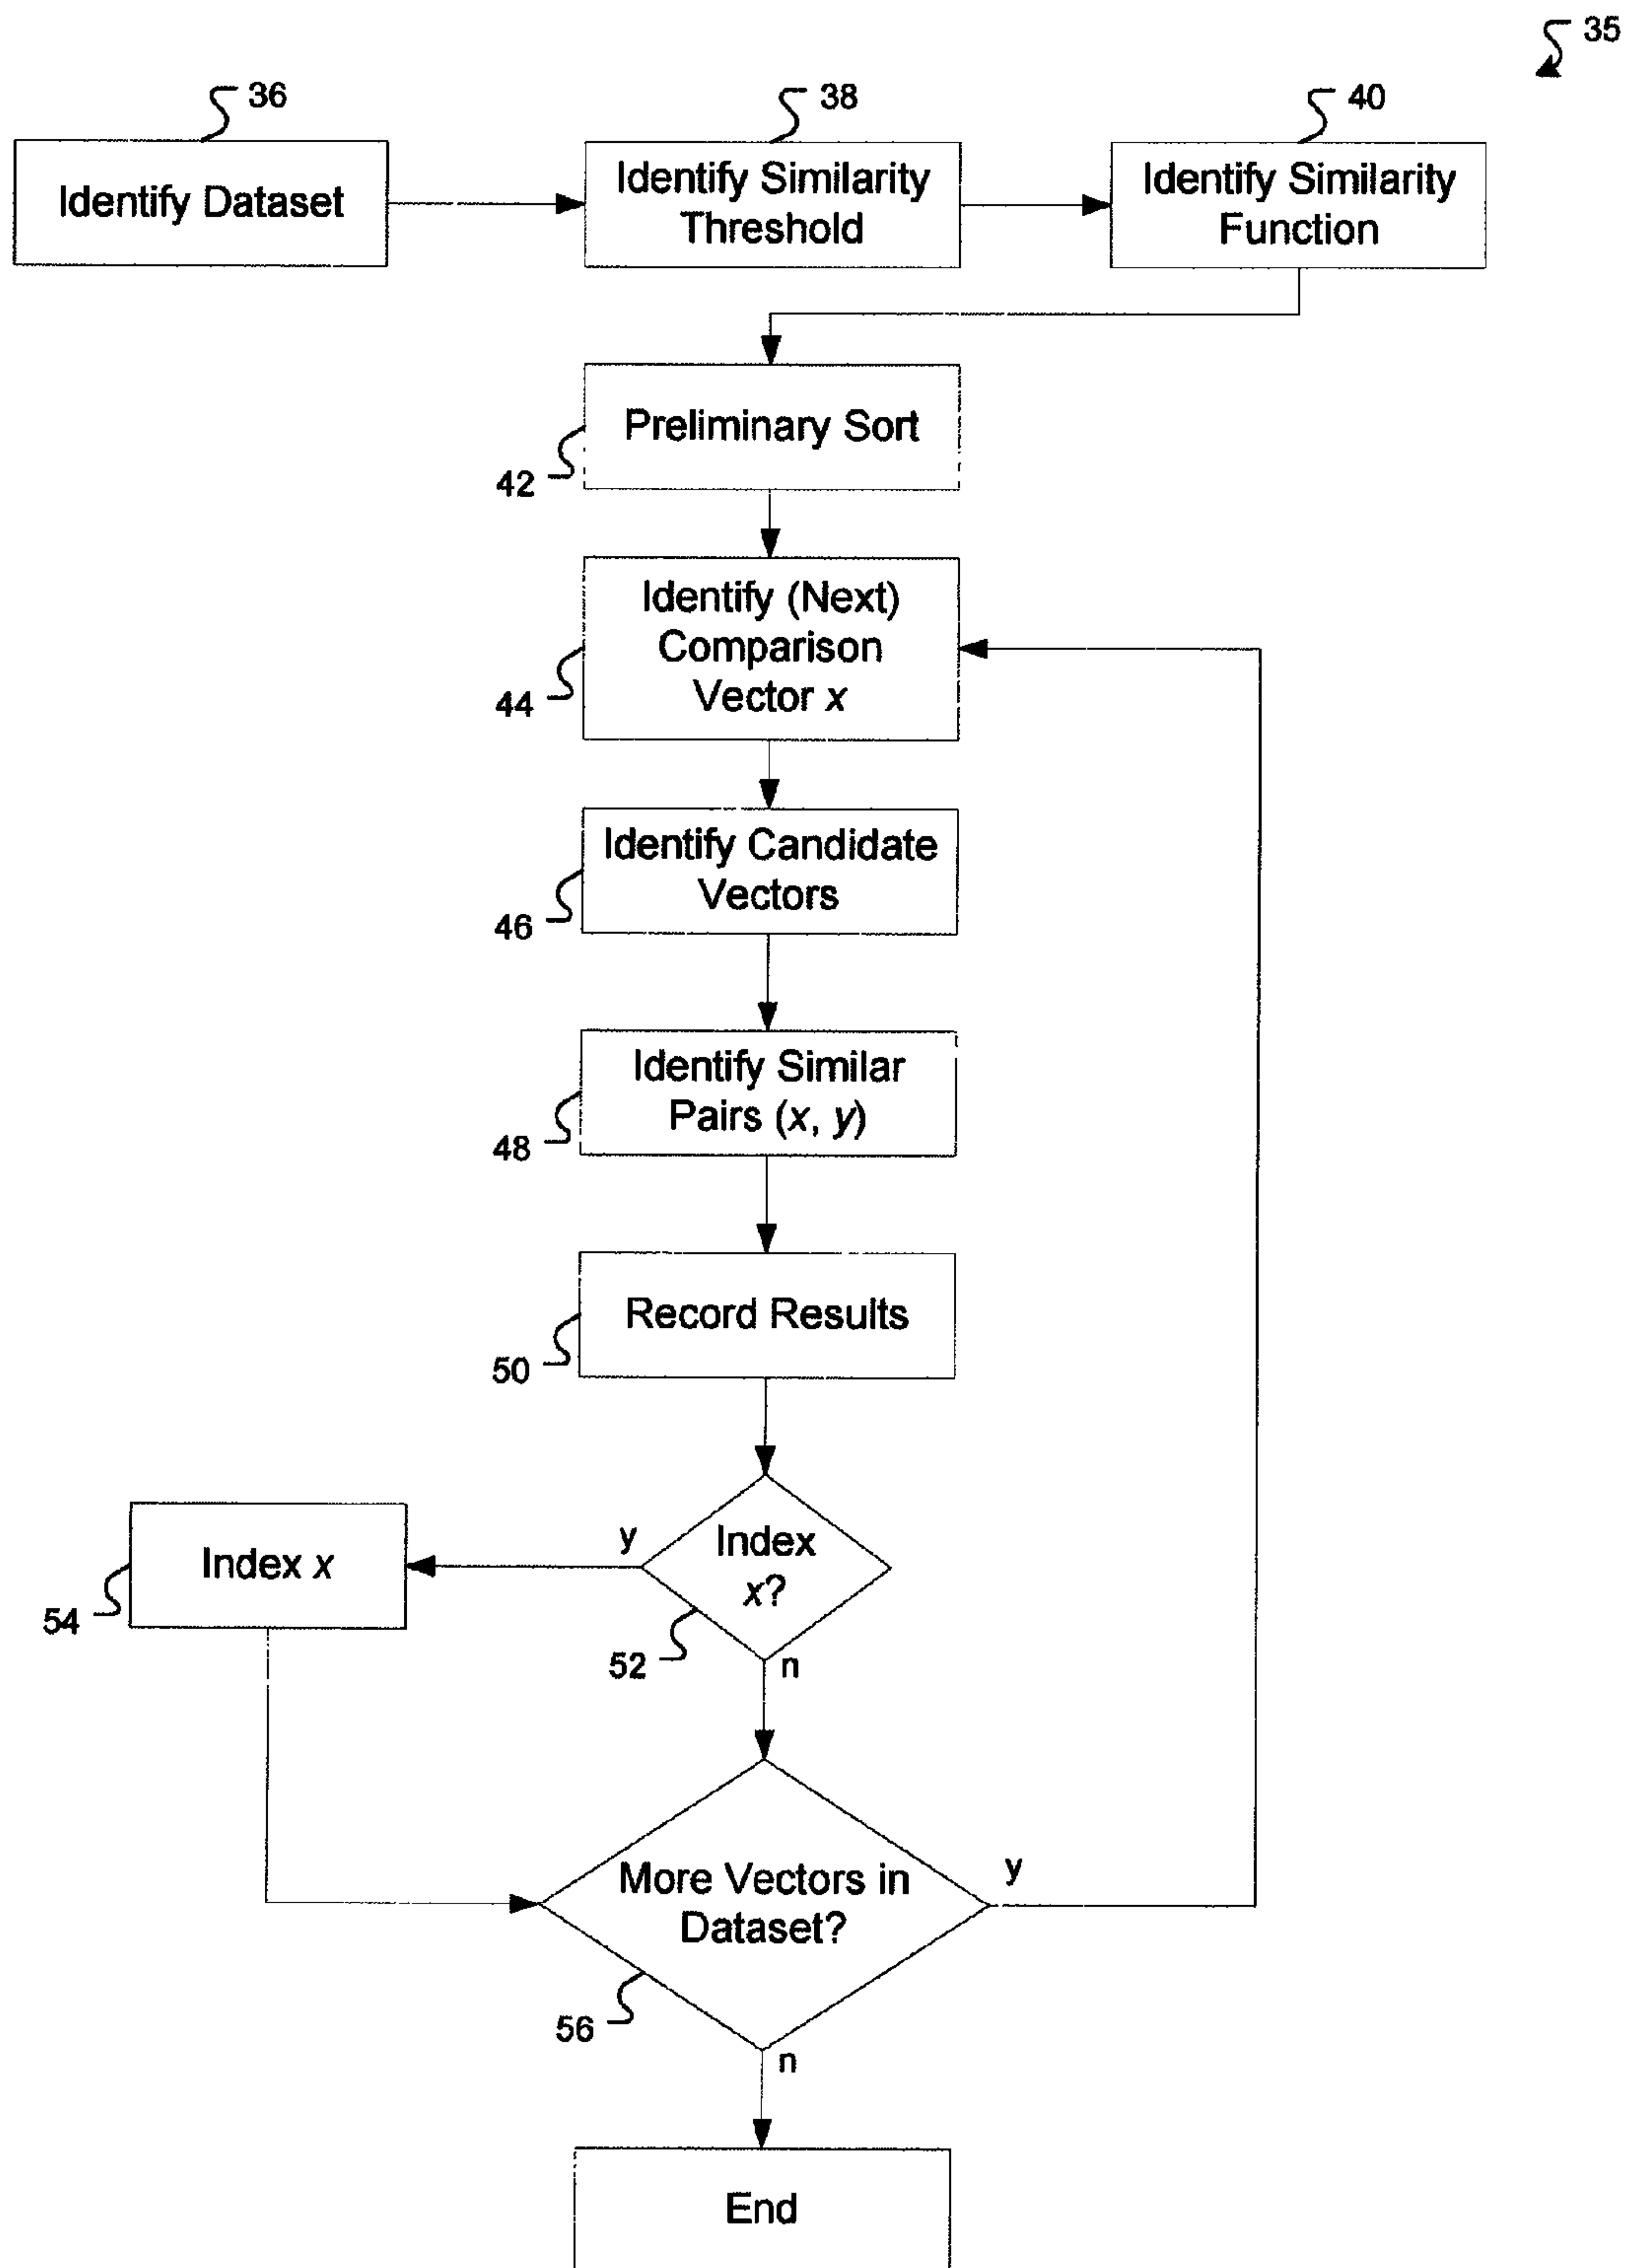 35
36
38
40
Identify Dataset
Identify Similarity
Threshold
Identify Similarity
Function
Preliminary Sort
42
Identify (Next)
Comparison
Vector x
44
Identify Candidate
Vectors
46
Identify Similar
Pairs (x, y)
48
Record Results
50
Index
x?
y
Index x
54
52
n
More Vectors in
Dataset?
y
56
n
End